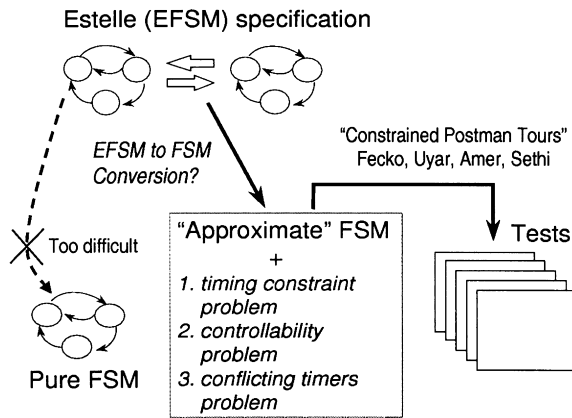 Estelle (EFSM) specification
EFSM to FSM
Conversion?
"Constrained Postman Tours"
Fecko, Uyar, Amer, Sethi
Too difficult
"Approximate" FSM
+
1. timing constraint
problem
2. controllability
problem
3. conflicting timers
problem
Tests
Pure FSM